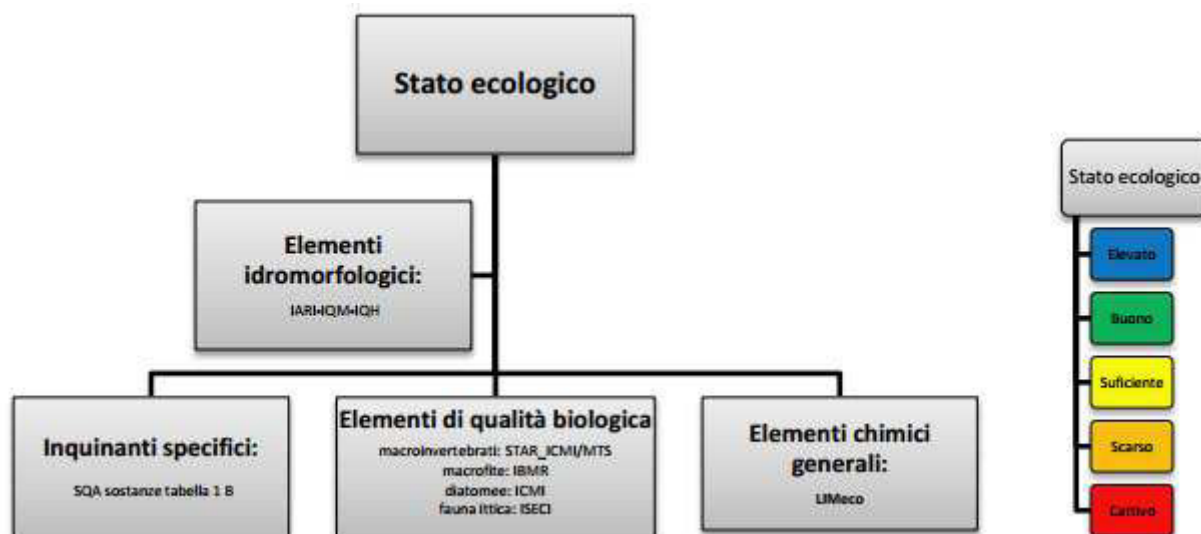 Stato ecologico
Elementi
idromorfologici:
IARI-IQM-IQH
Inquinanti specifici:
SQA sostanze tabella 1 B
Elementi di qualità biologica
macroinvertebrati: STAR_ICMI/MTS
macrofite: IBMR
diatomee: ICMI
fauna ittica: ISECI
Elementi chimici
generali:
LIMeco
Stato ecologico
Elevato
Buono
Suficiente
Scarso
Cattivo